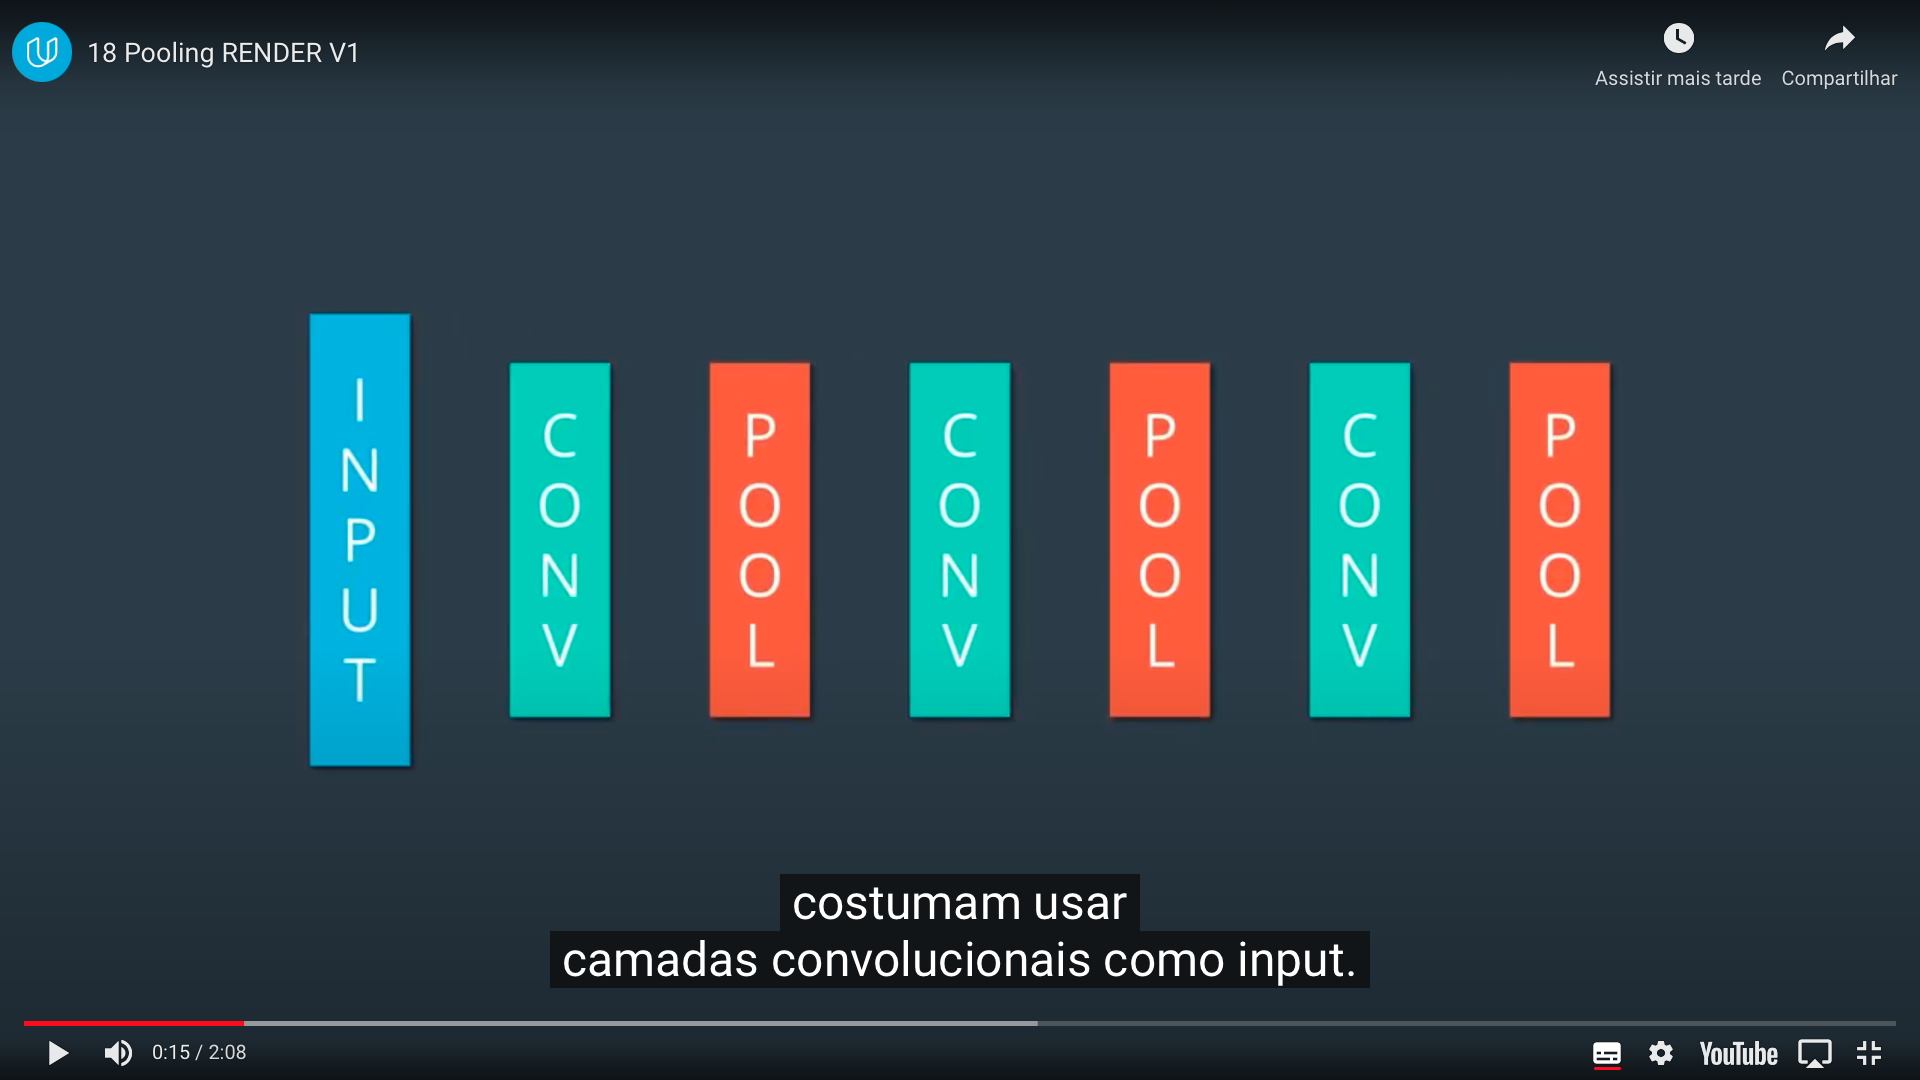 18 Pooling RENDER V1
Assistir mais tarde
Compartilhar
INPUT
CONV
POOL
CONV
POOL
CONV
POOL
costumam usar
camadas convolucionais como input.
0:15 / 2:08
YouTube